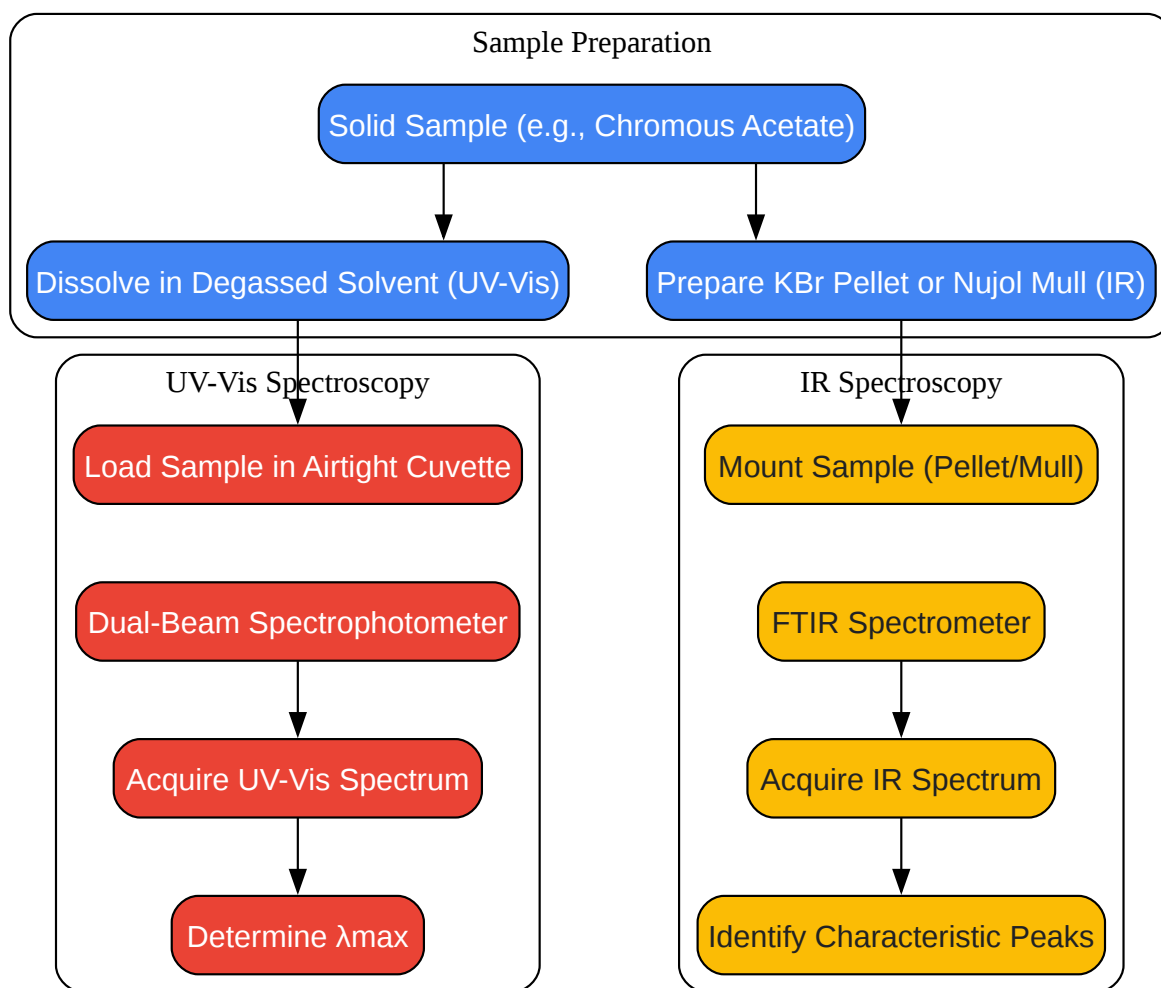 Sample Preparation
Solid Sample (e.g., Chromous Acetate)
Dissolve in Degassed Solvent (UV-Vis)
Prepare KBr Pellet or Nujol Mull (IR)
UV-Vis Spectroscopy
Load Sample in Airtight Cuvette
Dual-Beam Spectrophotometer
Acquire UV-Vis Spectrum
Determine λmax
IR Spectroscopy
Mount Sample (Pellet/Mull)
FTIR Spectrometer
Acquire IR Spectrum
Identify Characteristic Peaks